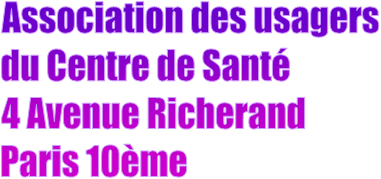 Association des usagers
du Centre de Santé
4 Avenue Richerand
Paris 10ème